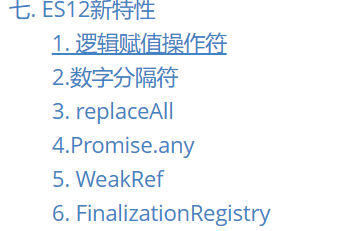 七. ES12新特性
1. 逻辑赋值操作符
2.数字分隔符
3. replaceAll
4.Promise.any
5. WeakRef
6. FinalizationRegistry